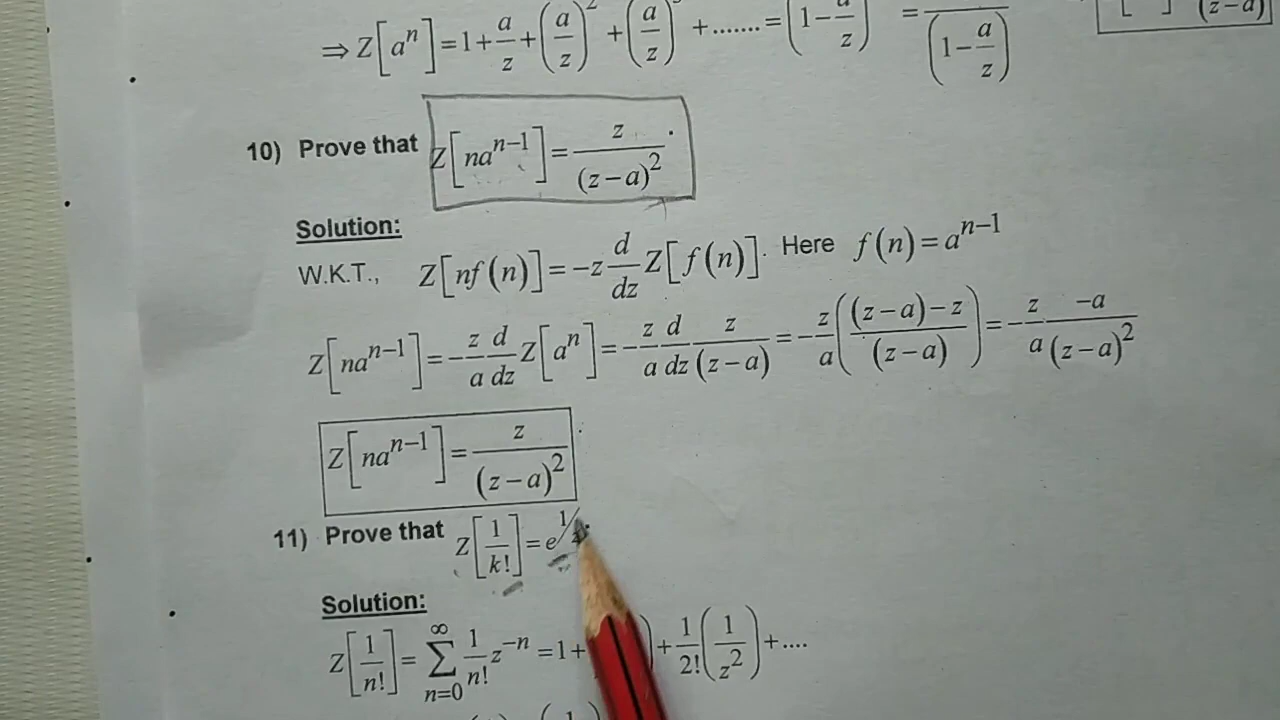 ⇒ Z[aⁿ] = 1 + a/z + (a/z)² + (a/z)³ + ....... = (1 − a/z) = /(1 − a/z) [ ] (z−a)
10) Prove that Z[naⁿ⁻¹] = z/(z−a)².
Solution:
W.K.T., Z[nf(n)] = −z d/dz Z[f(n)]. Here f(n) = aⁿ⁻¹
Z[naⁿ⁻¹] = −z/a d/dz Z[aⁿ] = −z/a d/dz z/(z−a) = −z/a ((z−a)−z/(z−a)) = −z/a −a/(z−a)²
Z[naⁿ⁻¹] = z/(z−a)²
11) Prove that Z[1/k!] = e^1/
Solution:
Z[1/n!] = ∑_{n=0}^{∞} 1/n! z⁻ⁿ = 1 + ) + 1/2! (1/z²) + ....